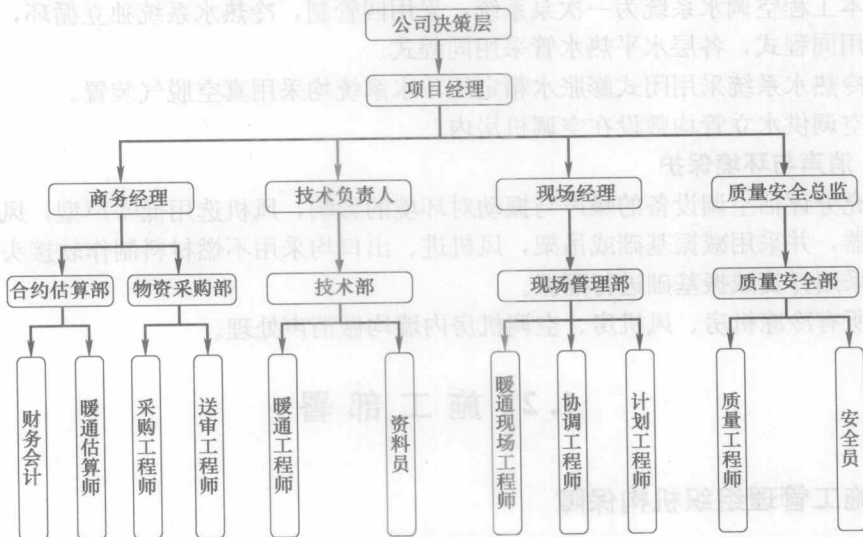 公司决策层
项目经理
商务经理
技术负责人
现场经理
质量安全总监
合约估算部
物资采购部
技术部
现场管理部
质量安全部
财务会计
暖通估算师
采购工程师
送审工程师
暖通工程师
资料员
暖通现场工程师
协调工程师
计划工程师
质量工程师
安全员